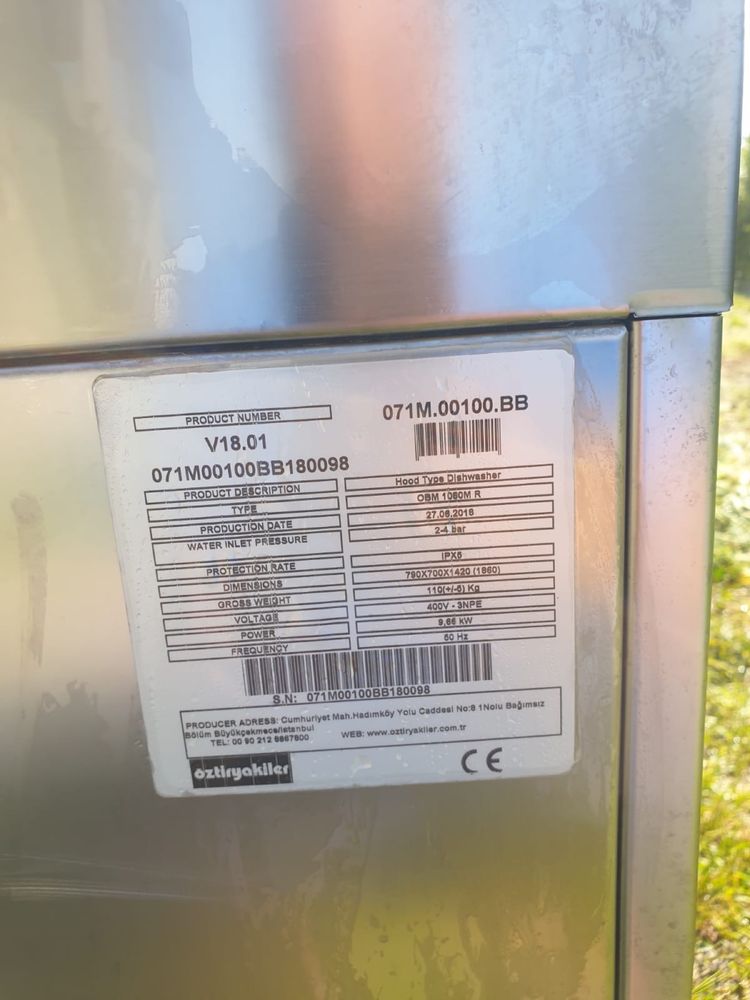 PRODUCT NUMBER
071M.00100.BB
V18.01
071M00100BB180098
PRODUCT DESCRIPTION Hood Type Dishwasher
TYPE OBM 1080M R
PRODUCTION DATE 27.06.2018
WATER INLET PRESSURE 2-4 bar
PROTECTION RATE IPX5
DIMENSIONS 790X700X1420 (1860)
GROSS WEIGHT 110(+/-5) Kg
VOLTAGE 400V - 3NPE
POWER 9,66 kW
FREQUENCY 50 Hz
S.N: 071M00100BB180098
PRODUCER ADRESS: Cumhuriyet Mah.Hadımköy Yolu Caddesi No:8 1Nolu Bağımsız
Bölüm Büyükçekmece/İstanbul
TEL: 00 90 212 8867800 WEB: www.oztiryakiler.com.tr
öztiryakiler CE